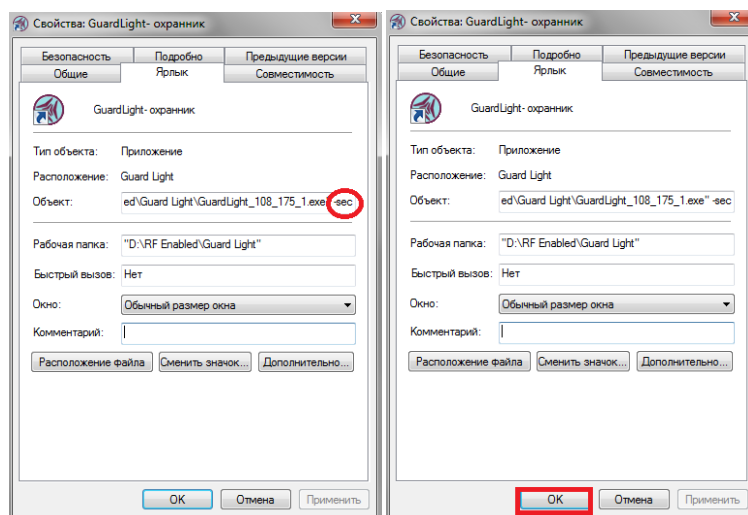 Свойства: GuardLight- охранник
Безопасность Подробно Предыдущие версии
Общие Ярлык Совместимость
GuardLight- охранник
Тип объекта: Приложение
Расположение: Guard Light
Объект: ed\Guard Light\GuardLight_108_175_1.exe" -sec
Рабочая папка: "D:\RF Enabled\Guard Light"
Быстрый вызов: Нет
Окно: Обычный размер окна
Комментарий:
Расположение файла Сменить значок... Дополнительно...
OK Отмена Применить
Свойства: GuardLight- охранник
Безопасность Подробно Предыдущие версии
Общие Ярлык Совместимость
GuardLight- охранник
Тип объекта: Приложение
Расположение: Guard Light
Объект: ed\Guard Light\GuardLight_108_175_1.exe" -sec
Рабочая папка: "D:\RF Enabled\Guard Light"
Быстрый вызов: Нет
Окно: Обычный размер окна
Комментарий:
Расположение файла Сменить значок... Дополнительно...
OK Отмена Применить